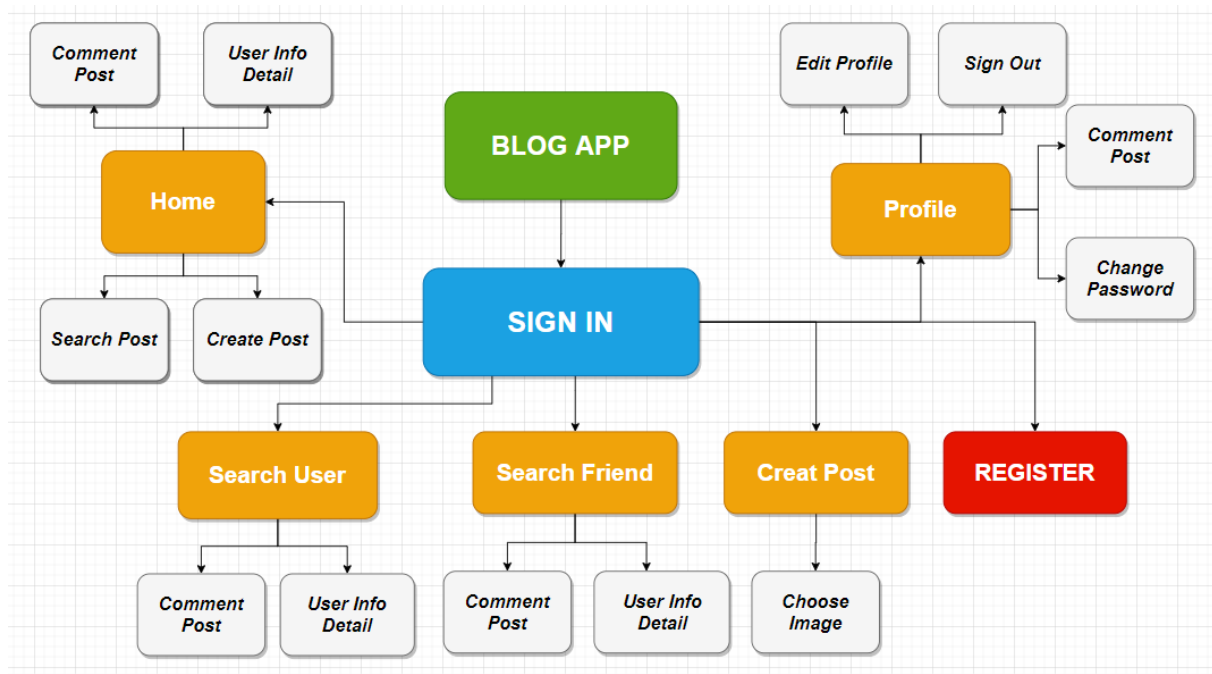 Comment
Post
User Info
Detail
Edit Profile
Sign Out
BLOG APP
Comment
Post
Home
Profile
Change
Password
SIGN IN
Search Post
Create Post
Search User
Search Friend
Creat Post
REGISTER
Comment
Post
User Info
Detail
Comment
Post
User Info
Detail
Choose
Image